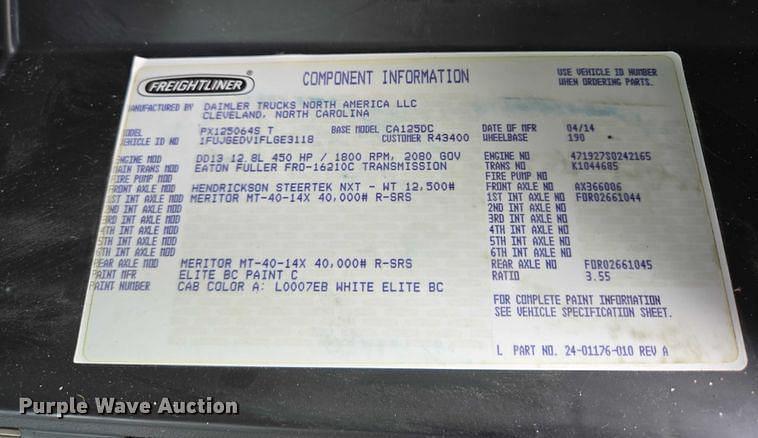 FREIGHTLINER ®
COMPONENT INFORMATION
USE VEHICLE ID NUMBER
WHEN ORDERING PARTS.
MANUFACTURED BY DAIMLER TRUCKS NORTH AMERICA LLC
CLEVELAND, NORTH CAROLINA
MODEL PX125064S T BASE MODEL CA125DC DATE OF MFR 04/14
VEHICLE ID NO 1FUJGEDV1FLGE3118 CUSTOMER R43400 WHEELBASE 190
ENGINE MOD DD13 12.8L 450 HP / 1800 RPM, 2080 GOV ENGINE NO 471927S0242165
MAIN TRANS MOD EATON FULLER FRO-16210C TRANSMISSION TRANS NO K1044685
FIRE PUMP MOD FIRE PUMP NO
FRONT AXLE MOD HENDRICKSON STEERTEK NXT - WT 12,500# FRONT AXLE NO AX366006
1ST INT AXLE MOD MERITOR MT-40-14X 40,000# R-SRS 1ST INT AXLE NO FOR02661044
2ND INT AXLE MOD 2ND INT AXLE NO
3RD INT AXLE MOD 3RD INT AXLE NO
4TH INT AXLE MOD 4TH INT AXLE NO
5TH INT AXLE MOD 5TH INT AXLE NO
6TH INT AXLE MOD 6TH INT AXLE NO
REAR AXLE MOD MERITOR MT-40-14X 40,000# R-SRS REAR AXLE NO FOR02661045
PAINT MFR ELITE BC PAINT C RATIO 3.55
PAINT NUMBER CAB COLOR A: L0007EB WHITE ELITE BC
FOR COMPLETE PAINT INFORMATION
SEE VEHICLE SPECIFICATION SHEET.
L PART NO. 24-01176-010 REV A
Purple Wave Auction